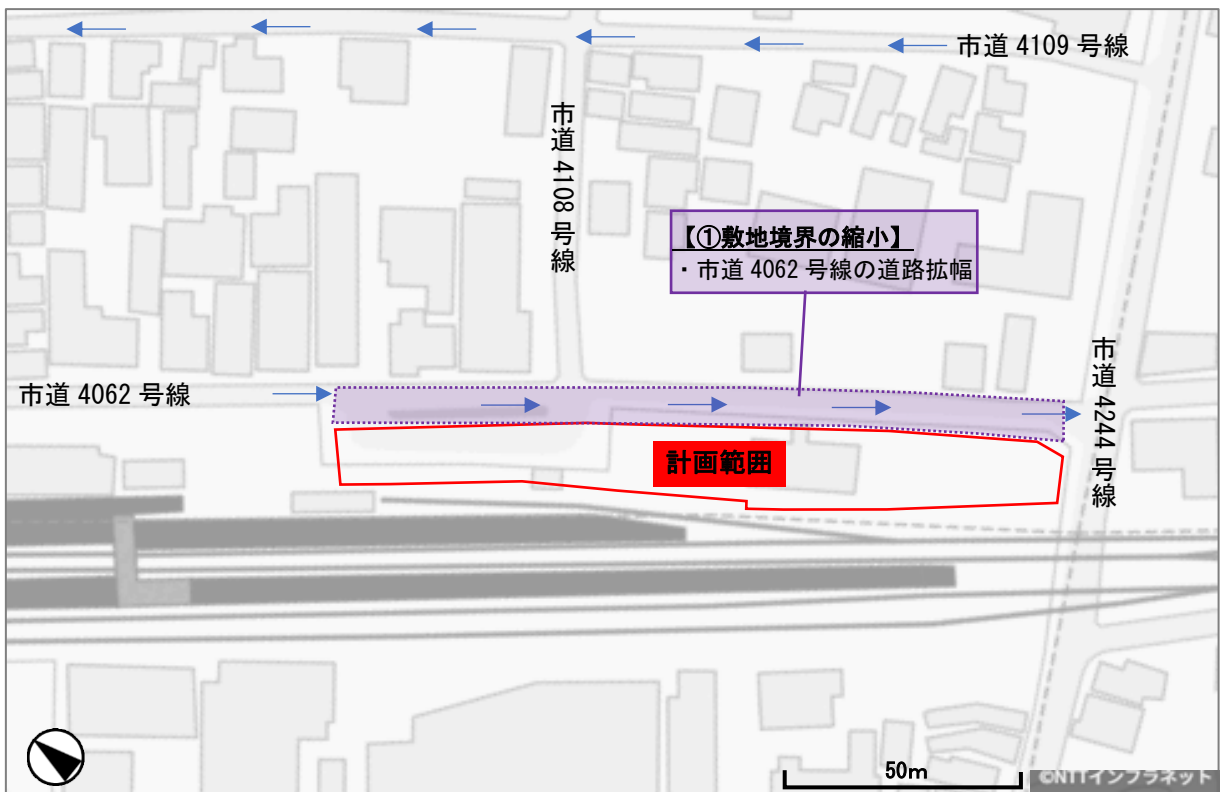 市道 4109 号線
市道 4108 号線
【①敷地境界の縮小】
・市道 4062 号線の道路拡幅
市道 4062 号線
市道 4244 号線
計画範囲
50m
©NTTインフラネット